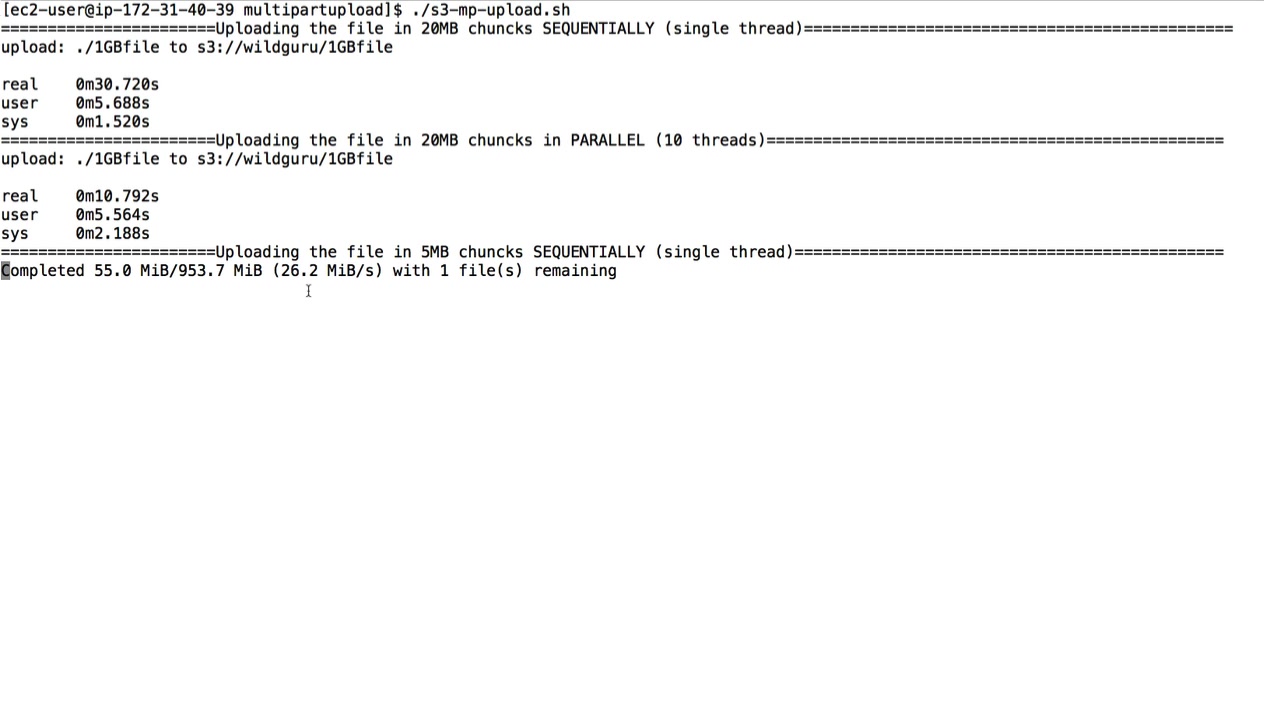 [ec2-user@ip-172-31-40-39 multipartupload]$ ./s3-mp-upload.sh
=======================Uploading the file in 20MB chuncks SEQUENTIALLY (single thread)==============================================
upload: ./1GBfile to s3://wildguru/1GBfile
real    0m30.720s
user    0m5.688s
sys     0m1.520s
=======================Uploading the file in 20MB chuncks in PARALLEL (10 threads)=================================================
upload: ./1GBfile to s3://wildguru/1GBfile
real    0m10.792s
user    0m5.564s
sys     0m2.188s
=======================Uploading the file in 5MB chuncks SEQUENTIALLY (single thread)==============================================
Completed 55.0 MiB/953.7 MiB (26.2 MiB/s) with 1 file(s) remaining